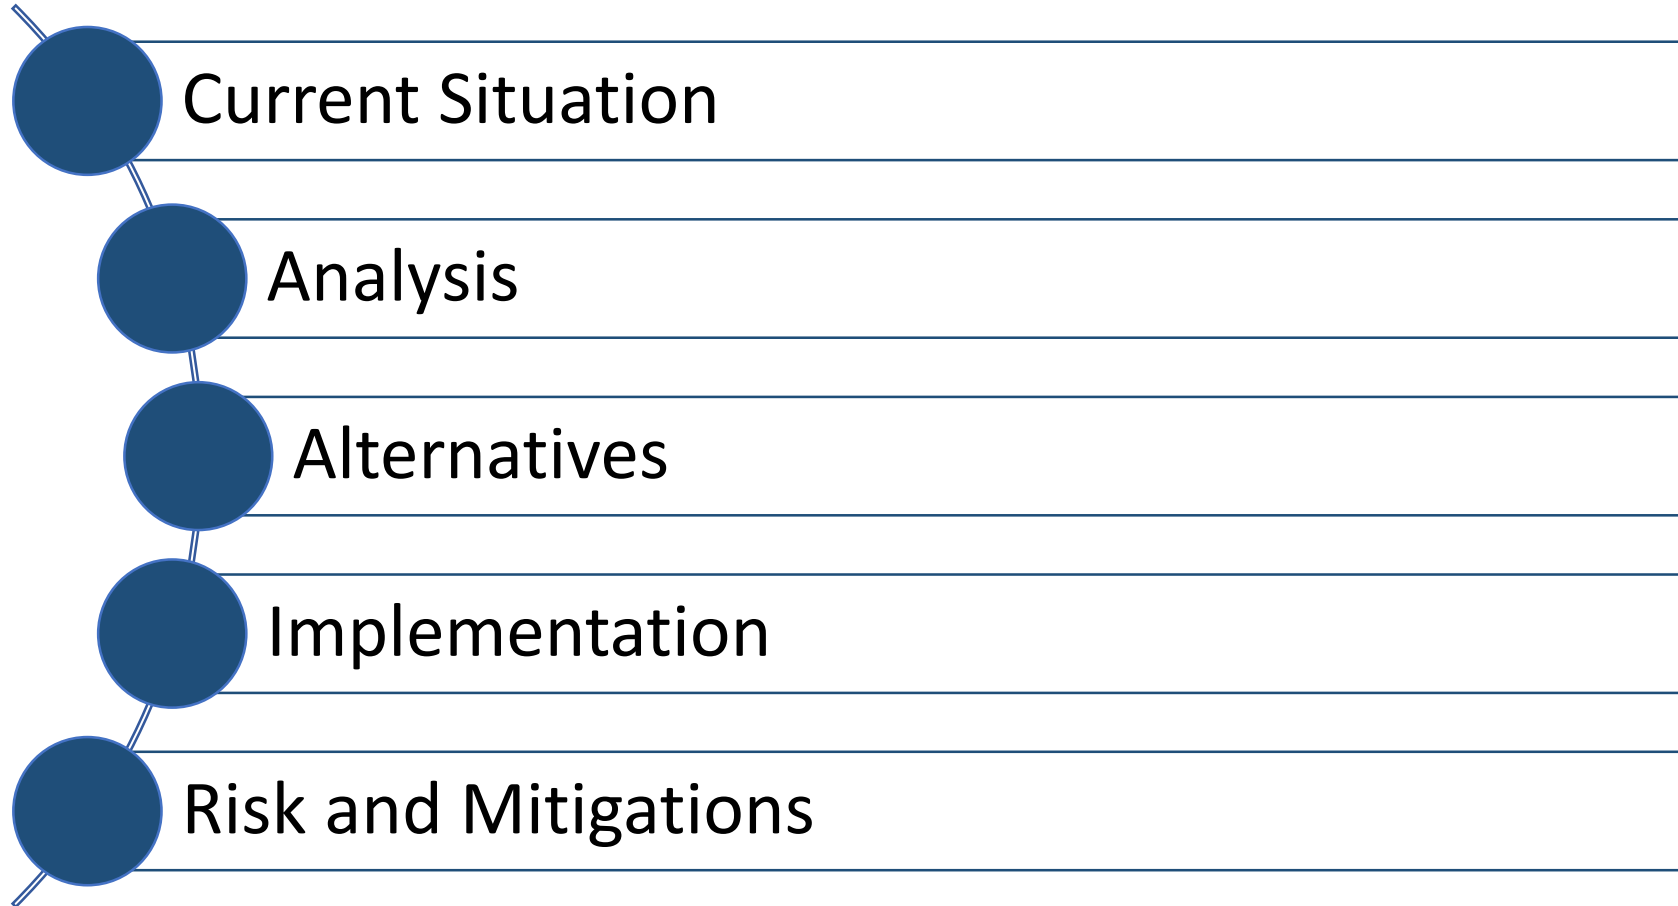 Current Situation
Analysis
Alternatives
Implementation
Risk and Mitigations